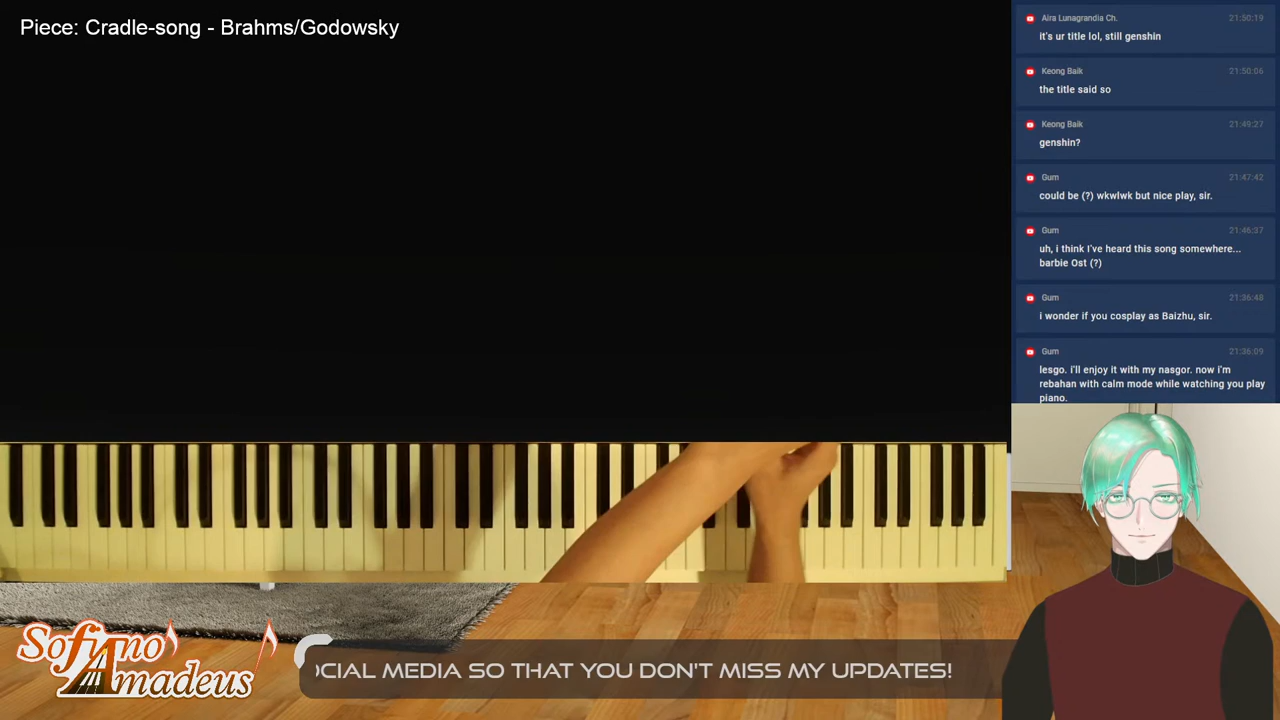 Piece: Cradle-song - Brahms/Godowsky
Aira Lunagrandia Ch. 21:50:19
it's ur title lol, still genshin
Keong Baik 21:50:06
the title said so
Keong Baik 21:49:27
genshin?
Gum 21:47:42
could be (?) wkwlwk but nice play, sir.
Gum 21:46:37
uh, i think I've heard this song somewhere...
barbie Ost (?)
Gum 21:36:48
i wonder if you cosplay as Baizhu, sir.
Gum 21:36:09
lesgo. i'll enjoy it with my nasgor. now i'm
rebahan with calm mode while watching you play
piano.
Sofiano
Amadeus
OCIAL MEDIA SO THAT YOU DON'T MISS MY UPDATES!